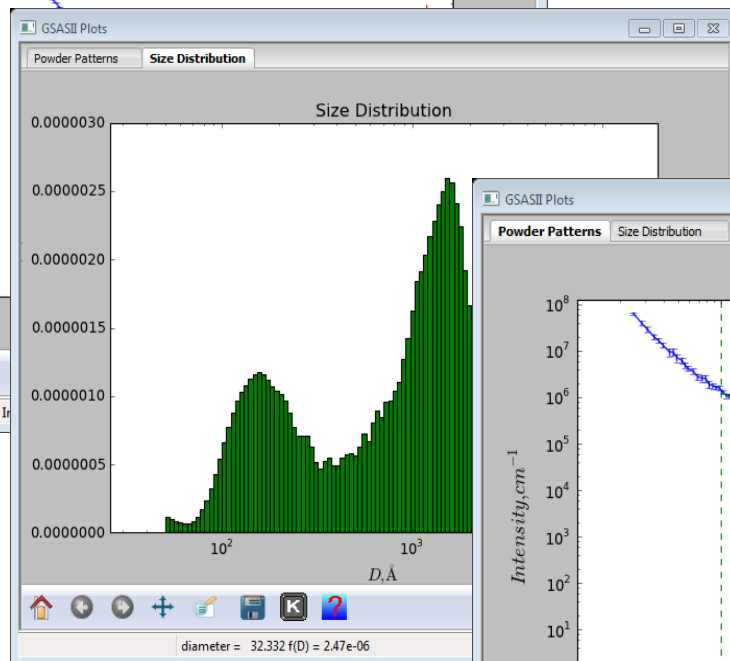 GSASII Plots
Powder Patterns Size Distribution
Size Distribution
0.0000030
0.0000025
0.0000020
0.0000015
0.0000010
0.0000005
0.0000000
10² 10³
D, Å
K ?
diameter = 32.332 f(D) = 2.47e-06
GSASII Plots
Powder Patterns Size Distribution
10⁸
10⁷
10⁶
10⁵
10⁴
10³
10²
10¹
Intensity, cm⁻¹